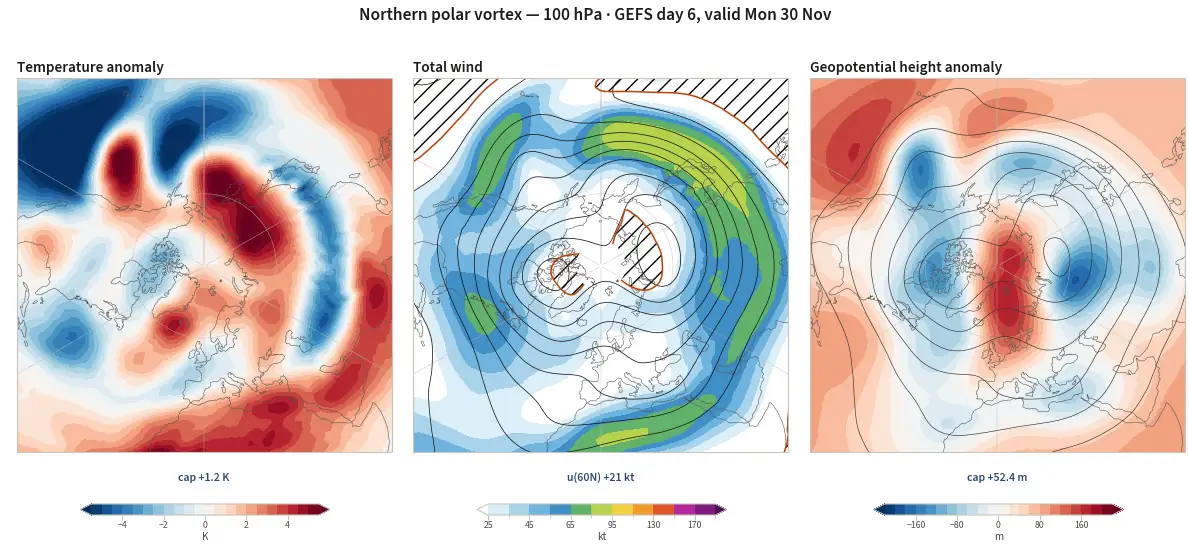 Northern polar vortex — 100 hPa · GEFS day 6, valid Mon 30 Nov
Temperature anomaly
Total wind
Geopotential height anomaly
cap +1.2 K
u(60N) +21 kt
cap +52.4 m
−4 −2 0 2 4
K
25 45 65 95 130 170
kt
−160 −80 0 80 160
m